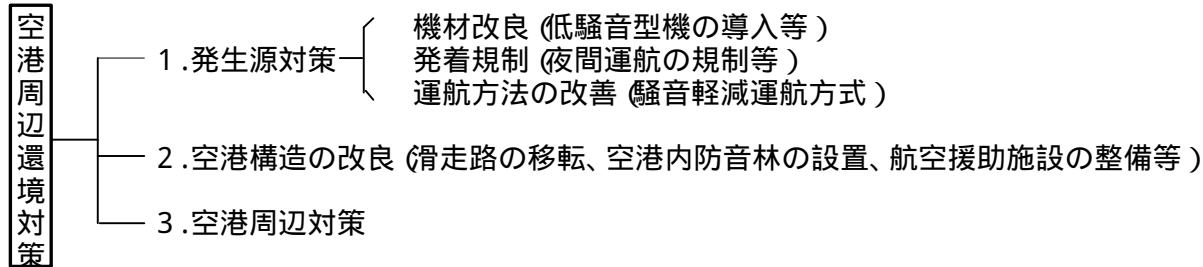 空港周辺環境対策
1.発生源対策
機材改良(低騒音型機の導入等)
発着規制(夜間運航の規制等)
運航方法の改善(騒音軽減運航方式)
2.空港構造の改良(滑走路の移転、空港内防音林の設置、航空援助施設の整備等)
3.空港周辺対策